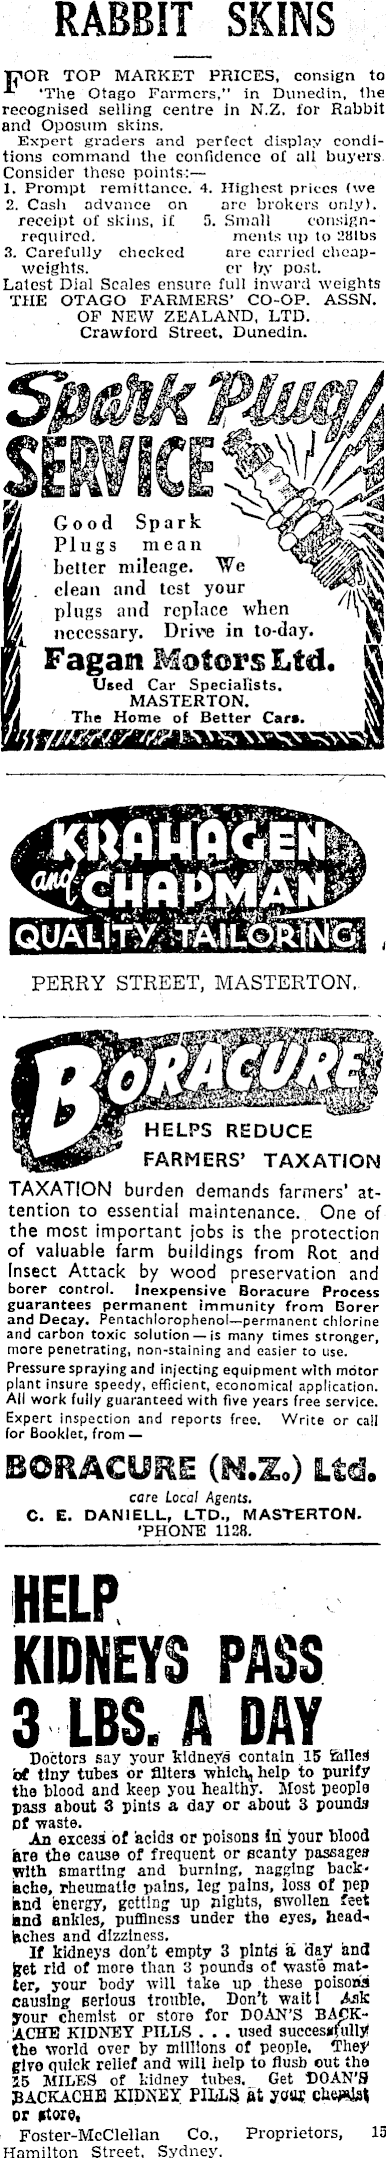 RABBIT SKINS
FOR TOP MARKET PRICES, consign to
'The Otago Farmers," in Dunedin, the
recognised selling centre in N.Z. for Rabbit
and Oposum skins.
Expert graders and perfect display condi-
tions command the confidence of all buyers.
Consider these points:—
1. Prompt remittance.
2. Cash advance on
receipt of skins, if
required.
3. Carefully checked
weights.
4. Highest prices (we
are brokers only).
5. Small consign-
ments up to 28lbs
are carried cheap-
er by post.
Latest Dial Scales ensure full inward weights
THE OTAGO FARMERS' CO-OP. ASSN.
OF NEW ZEALAND, LTD.
Crawford Street, Dunedin.
Spark Plug
SERVICE
Good Spark
Plugs mean
better mileage. We
clean and test your
plugs and replace when
necessary. Drive in to-day.
Fagan Motors Ltd.
Used Car Specialists.
MASTERTON.
The Home of Better Cars.
KRAHAGEN
and CHAPMAN
QUALITY TAILORING
PERRY STREET, MASTERTON.
BORACURE
HELPS REDUCE
FARMERS' TAXATION
TAXATION burden demands farmers' at-
tention to essential maintenance. One of
the most important jobs is the protection
of valuable farm buildings from Rot and
Insect Attack by wood preservation and
borer control. Inexpensive Boracure Process
guarantees permanent immunity from Borer
and Decay. Pentachlorophenol—permanent chlorine
and carbon toxic solution—is many times stronger,
more penetrating, non-staining and easier to use.
Pressure spraying and injecting equipment with motor
plant insure speedy, efficient, economical application.
All work fully guaranteed with five years free service.
Expert inspection and reports free. Write or call
for Booklet, from—
BORACURE (N.Z.) Ltd.
care Local Agents.
C. E. DANIELL, LTD., MASTERTON.
'PHONE 1128.
HELP
KIDNEYS PASS
3 LBS. A DAY
Doctors say your kidneys contain 15 miles
of tiny tubes or filters which help to purify
the blood and keep you healthy. Most people
pass about 3 pints a day or about 3 pounds
of waste.
An excess of acids or poisons in your blood
are the cause of frequent or scanty passages
with smarting and burning, nagging back-
ache, rheumatic pains, leg pains, loss of pep
and energy, getting up nights, swollen feet
and ankles, puffiness under the eyes, head-
aches and dizziness.
If kidneys don't empty 3 pints a day and
get rid of more than 3 pounds of waste mat-
ter, your body will take up these poisons
causing serious trouble. Don't wait! Ask
your chemist or store for DOAN'S BACK-
ACHE KIDNEY PILLS . . . used successfully
the world over by millions of people. They
give quick relief and will help to flush out the
15 MILES of kidney tubes. Get DOAN'S
BACKACHE KIDNEY PILLS at your chemist
or store.
Foster-McClellan Co., Proprietors, 15
Hamilton Street, Sydney.